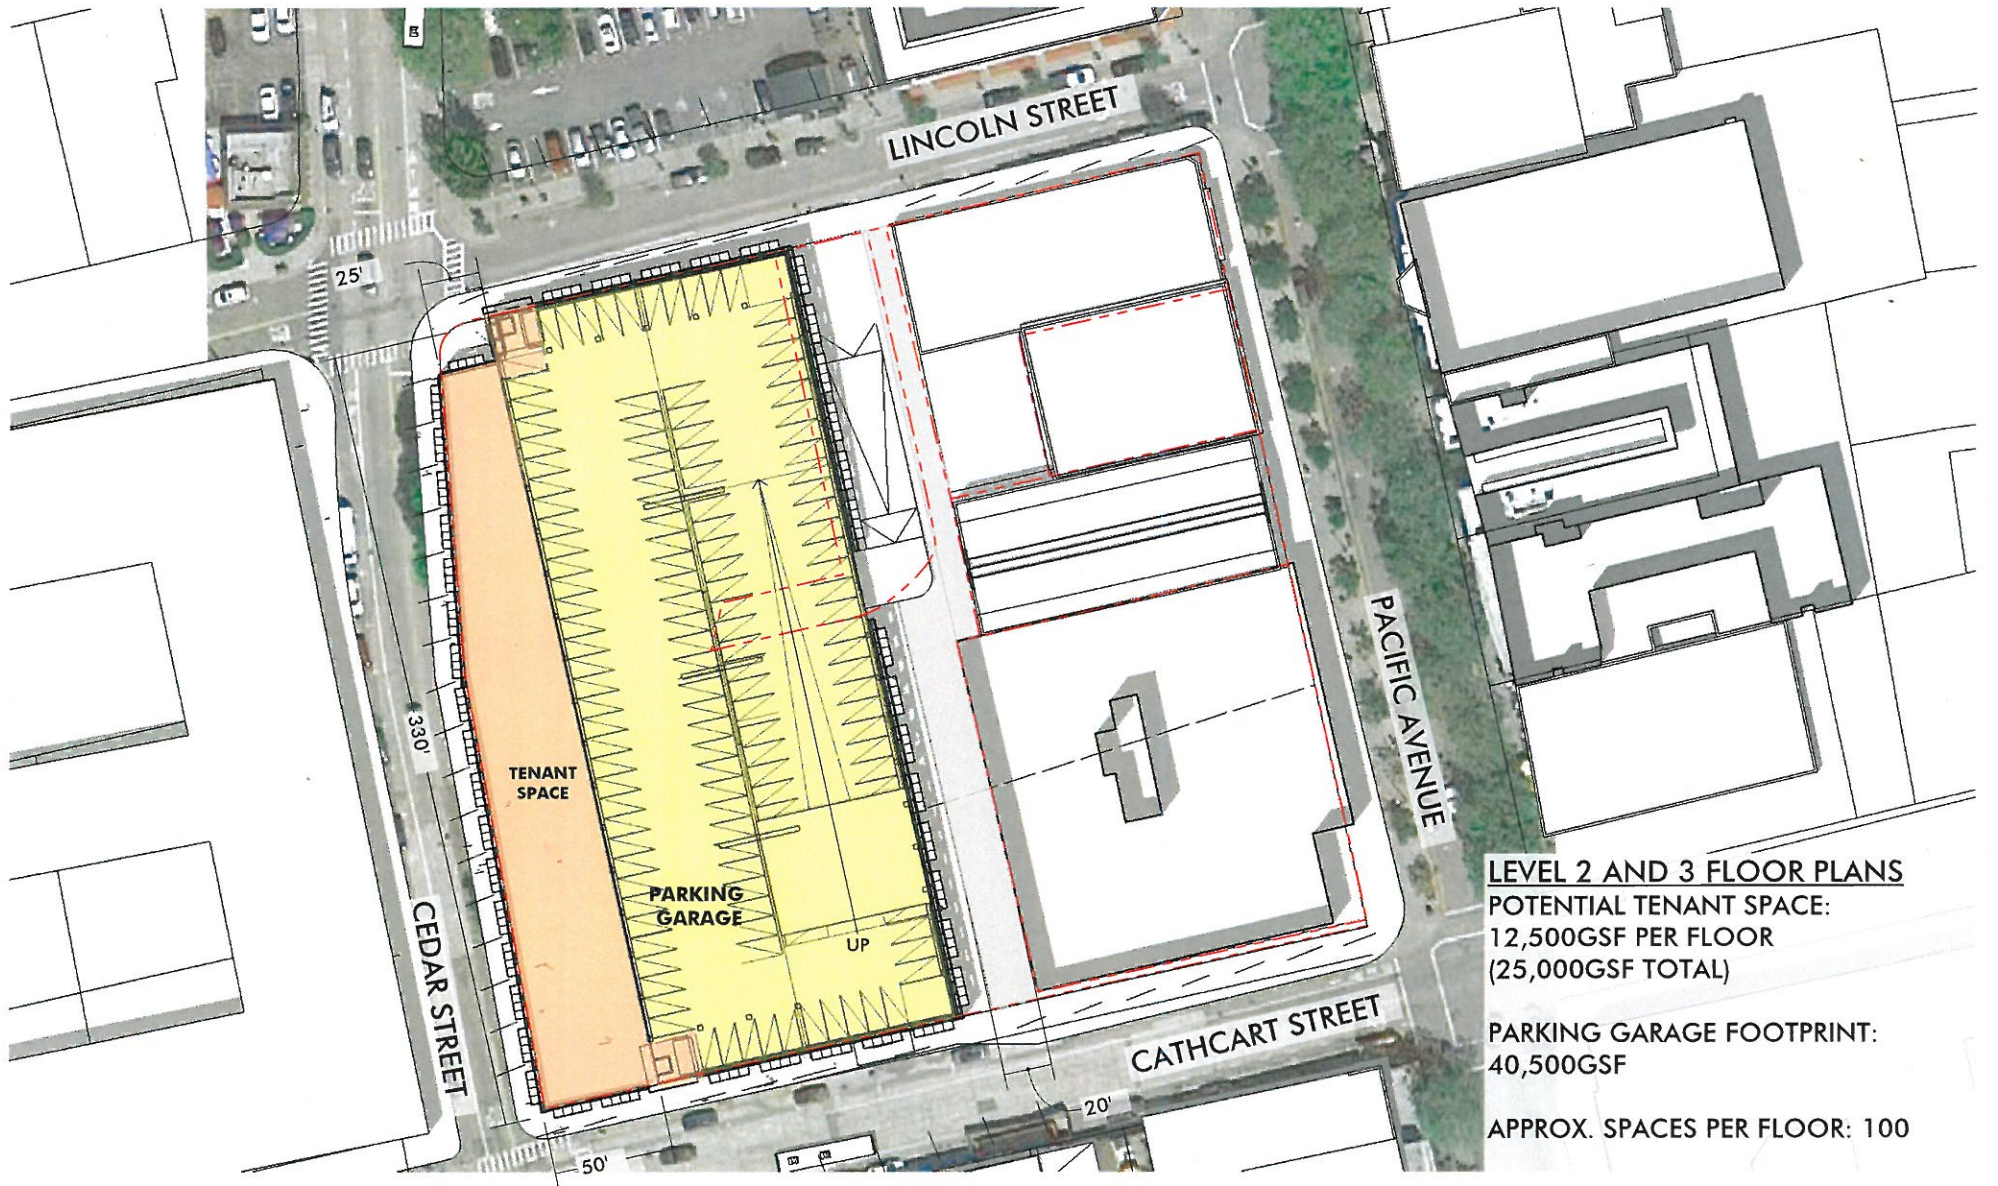 LINCOLN STREET
25'
PACIFIC AVENUE
330'
TENANT
SPACE
PARKING
GARAGE
UP
CEDAR STREET
CATHCART STREET
20'
50'
LEVEL 2 AND 3 FLOOR PLANS
POTENTIAL TENANT SPACE:
12,500GSF PER FLOOR
(25,000GSF TOTAL)
PARKING GARAGE FOOTPRINT:
40,500GSF
APPROX. SPACES PER FLOOR: 100